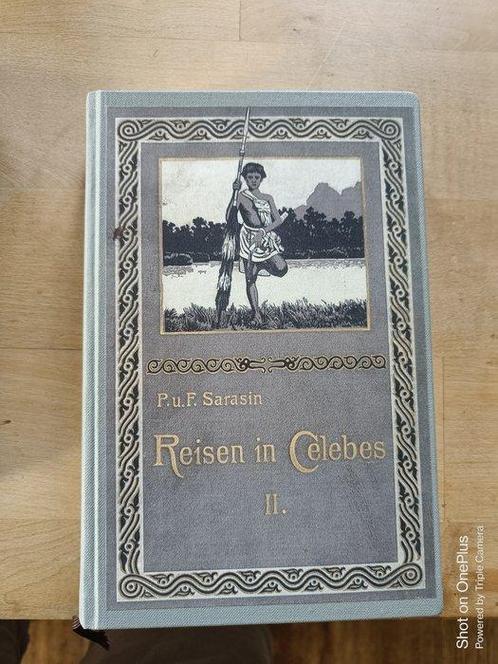 P. u. F. Sarasin
Reisen in Celebes
II.
Shot on OnePlus
Powered by Triple Camera